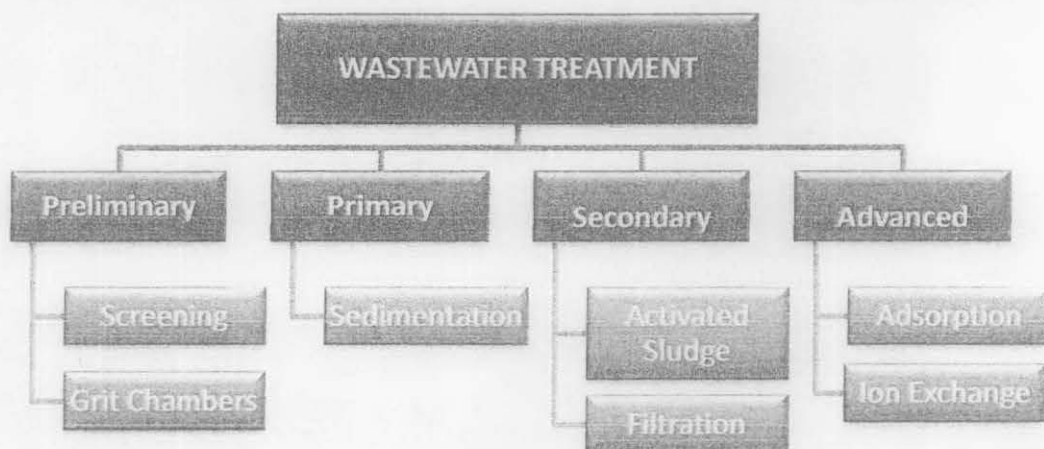 WASTEWATER TREATMENT
Preliminary
Primary
Secondary
Advanced
Screening
Grit Chambers
Sedimentation
Activated
Sludge
Filtration
Adsorption
Ion Exchange